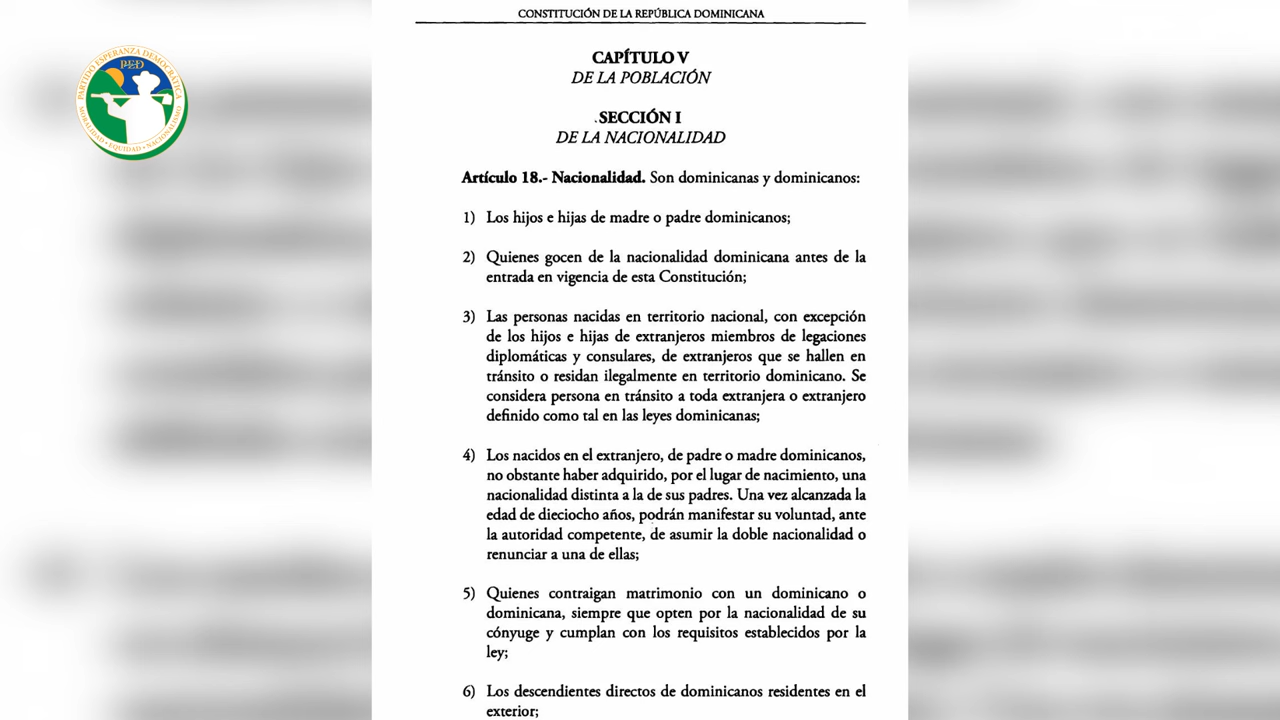 CONSTITUCIÓN DE LA REPÚBLICA DOMINICANA
PARTIDO ESPERANZA DEMOCRATICA
PED
MORALIDAD • EQUIDAD • NACIONALISMO
CAPÍTULO V
DE LA POBLACIÓN
.SECCIÓN I
DE LA NACIONALIDAD
Artículo 18.- Nacionalidad. Son dominicanas y dominicanos:
1) Los hijos e hijas de madre o padre dominicanos;
2) Quienes gocen de la nacionalidad dominicana antes de la
entrada en vigencia de esta Constitución;
3) Las personas nacidas en territorio nacional, con excepción
de los hijos e hijas de extranjeros miembros de legaciones
diplomáticas y consulares, de extranjeros que se hallen en
tránsito o residan ilegalmente en territorio dominicano. Se
considera persona en tránsito a toda extranjera o extranjero
definido como tal en las leyes dominicanas;
4) Los nacidos en el extranjero, de padre o madre dominicanos,
no obstante haber adquirido, por el lugar de nacimiento, una
nacionalidad distinta a la de sus padres. Una vez alcanzada la
edad de dieciocho años, podrán manifestar su voluntad, ante
la autoridad competente, de asumir la doble nacionalidad o
renunciar a una de ellas;
5) Quienes contraigan matrimonio con un dominicano o
dominicana, siempre que opten por la nacionalidad de su
cónyuge y cumplan con los requisitos establecidos por la
ley;
6) Los descendientes directos de dominicanos residentes en el
exterior;